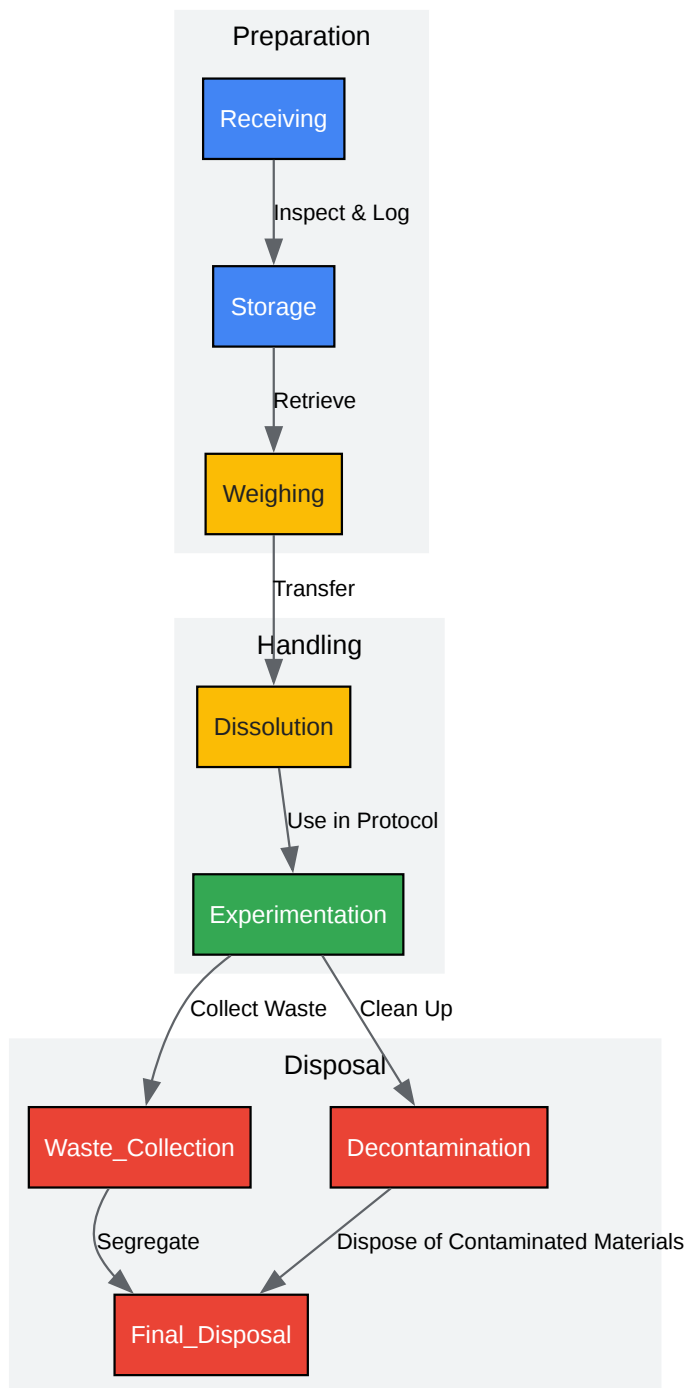 Preparation
Receiving
Inspect & Log
Storage
Retrieve
Weighing
Transfer
Handling
Dissolution
Use in Protocol
Experimentation
Collect Waste
Clean Up
Disposal
Waste_Collection
Decontamination
Segregate
Dispose of Contaminated Materials
Final_Disposal